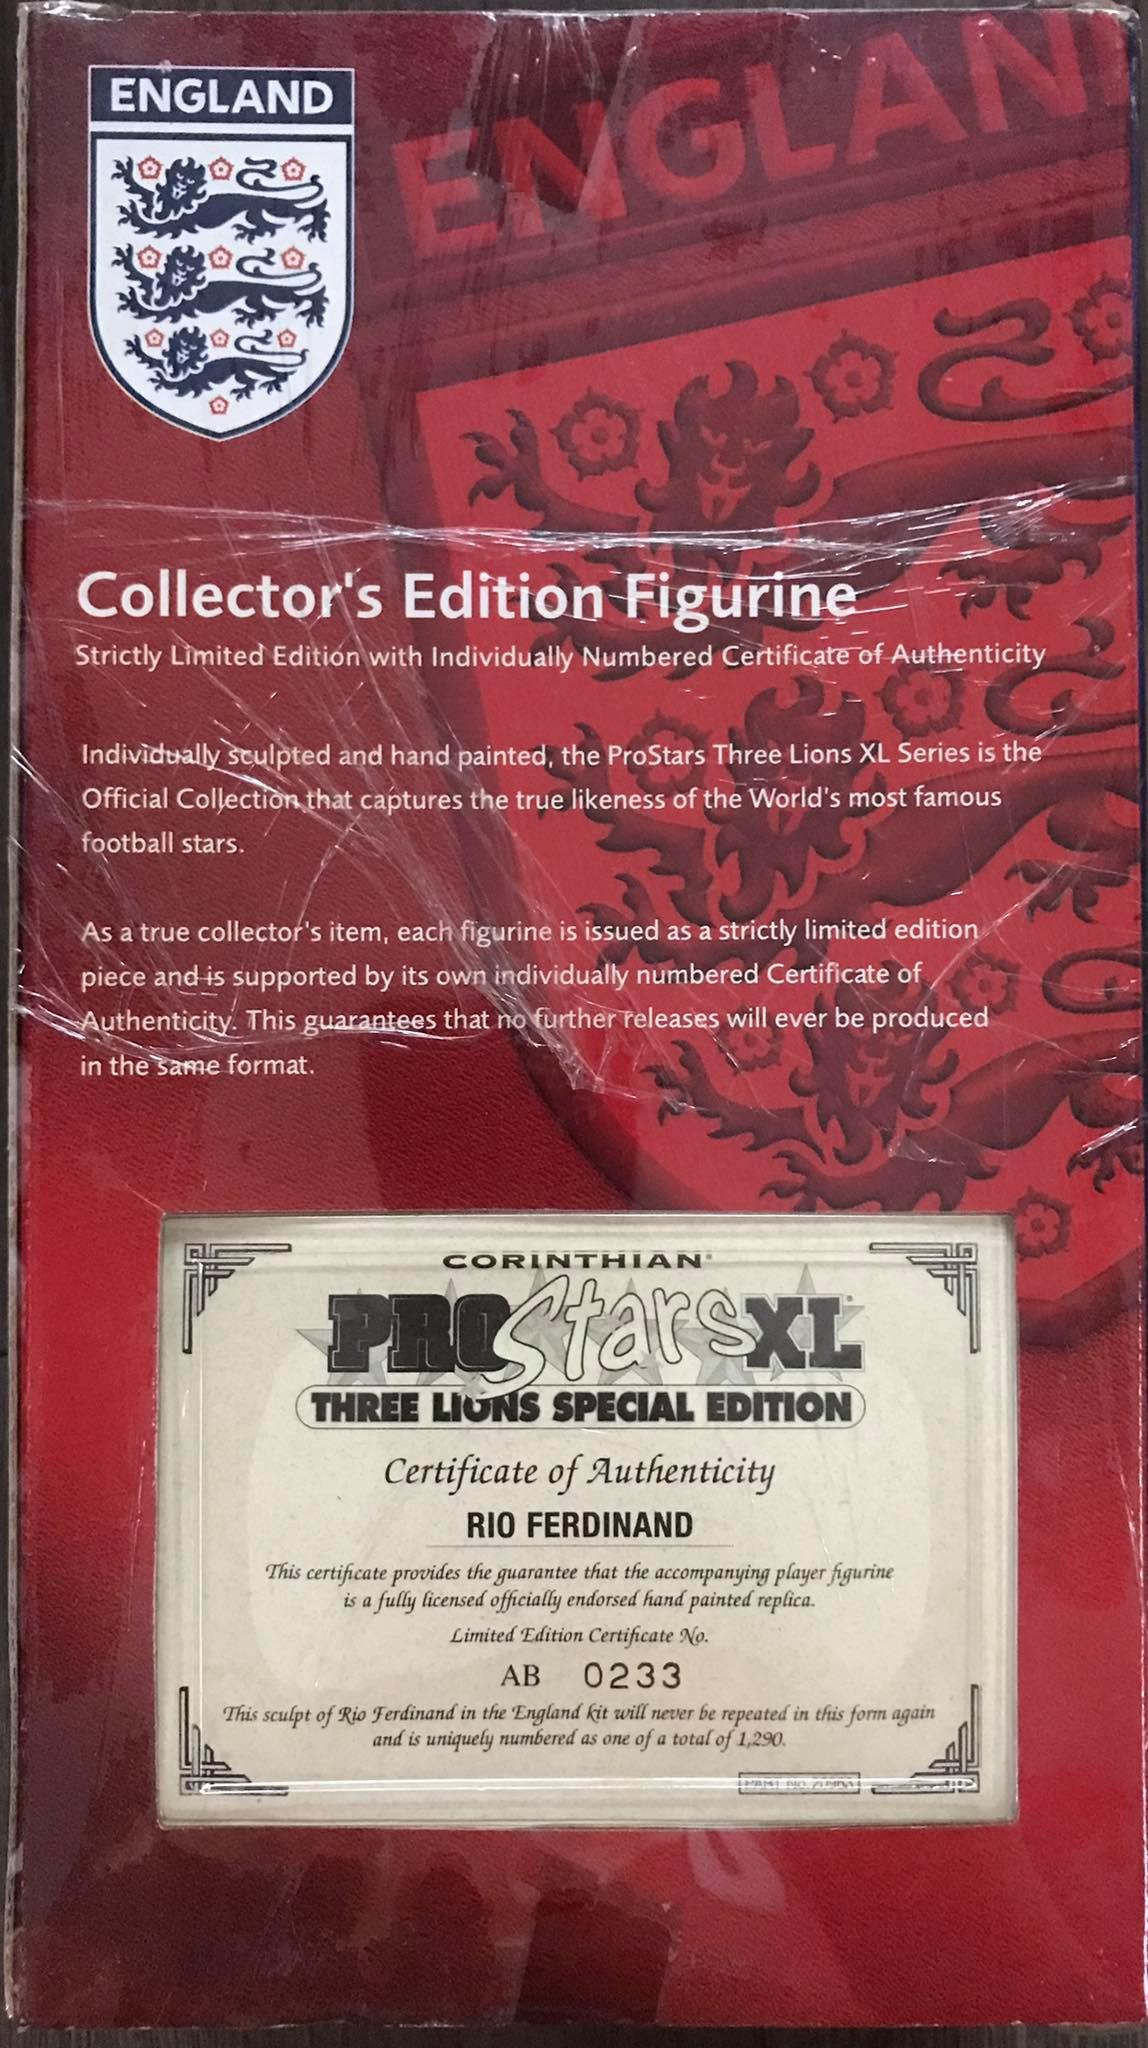 ENGLAND
ENGLAN
Collector's Edition Figurine
Strictly Limited Edition with Individually Numbered Certificate of Authenticity
Individually sculpted and hand painted, the ProStars Three Lions XL Series is the
Official Collection that captures the true likeness of the World's most famous
football stars.
As a true collector's item, each figurine is issued as a strictly limited edition
piece and is supported by its own individually numbered Certificate of
Authenticity. This guarantees that no further releases will ever be produced
in the same format.
CORINTHIAN®
PROStarsXL
THREE LIONS SPECIAL EDITION
Certificate of Authenticity
RIO FERDINAND
This certificate provides the guarantee that the accompanying player figurine
is a fully licensed officially endorsed hand painted replica.
Limited Edition Certificate No.
AB 0233
This sculpt of Rio Ferdinand in the England kit will never be repeated in this form again
and is uniquely numbered as one of a total of 1,290.
PART NO.